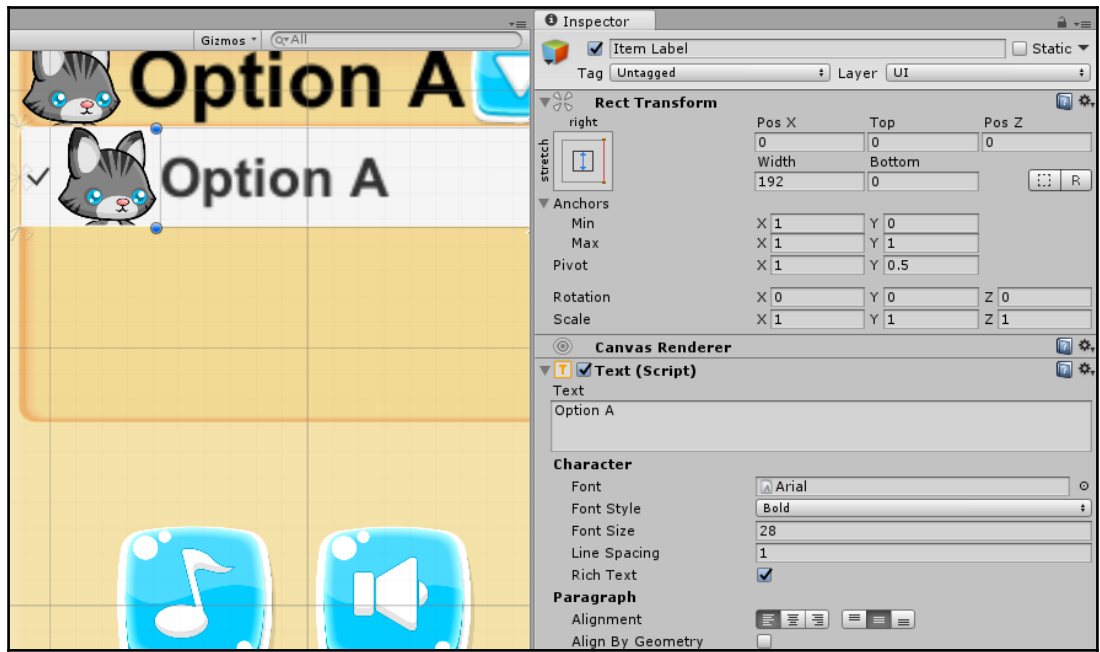 Gizmos
All
Option A
Option A
Inspector
Item Label
Static
Tag Untagged Layer UI
Rect Transform
right
stretch
Pos X Top Pos Z
0 0 0
Width Bottom
192 0
R
Anchors
Min X 1 Y 0
Max X 1 Y 1
Pivot X 1 Y 0.5
Rotation X 0 Y 0 Z 0
Scale X 1 Y 1 Z 1
Canvas Renderer
T Text (Script)
Text
Option A
Character
Font Arial
Font Style Bold
Font Size 28
Line Spacing 1
Rich Text
Paragraph
Alignment
Align By Geometry